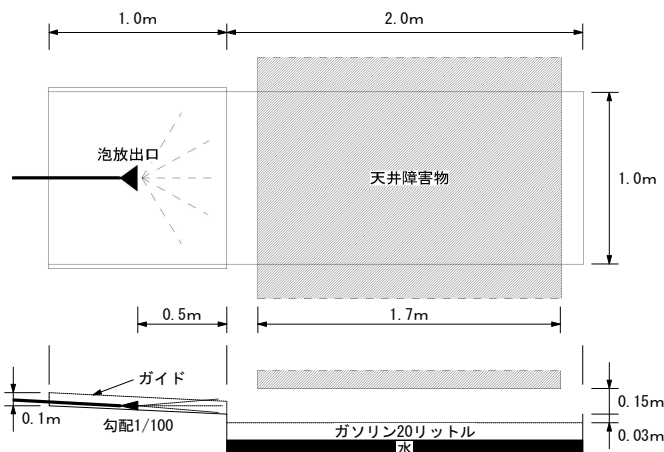 1.0m
2.0m
泡放出口
天井障害物
1.0m
0.5m
1.7m
ガイド
0.1m
勾配1/100
0.15m
ガソリン20リットル
0.03m
水